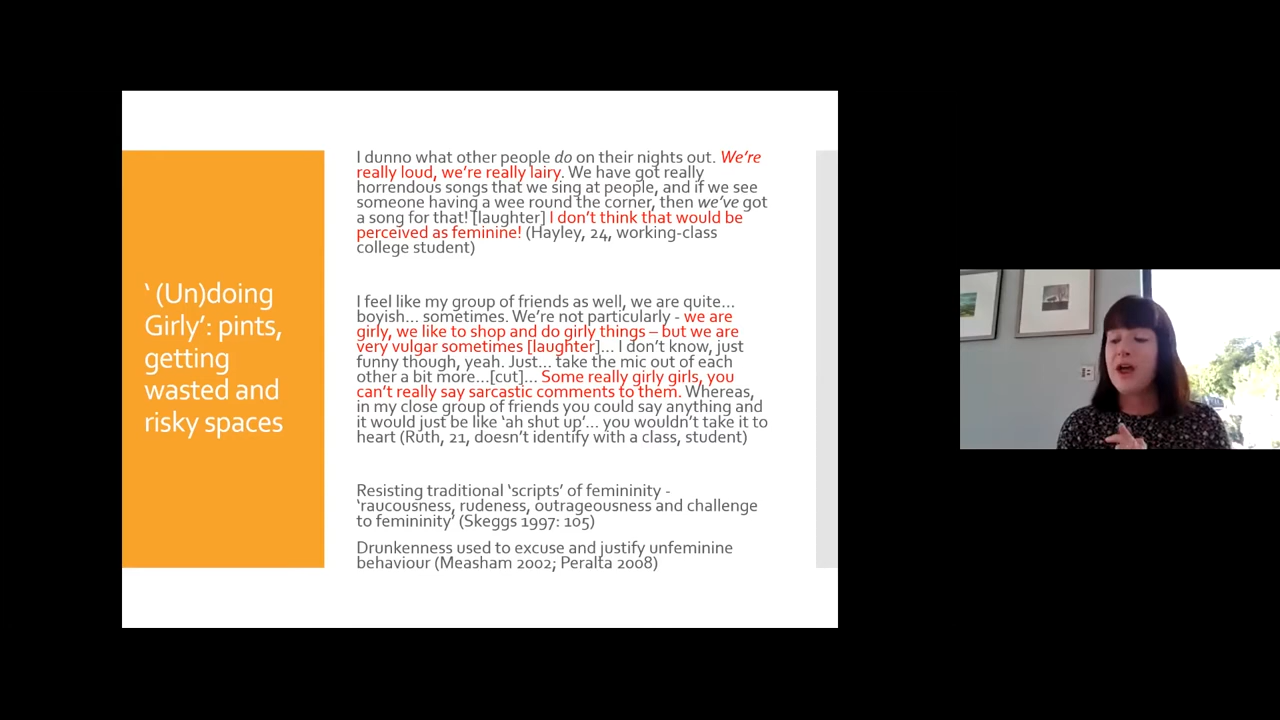 ‘ (Un)doing
Girly’: pints,
getting
wasted and
risky spaces
I dunno what other people do on their nights out. We’re
really loud, we’re really lairy. We have got really
horrendous songs that we sing at people, and if we see
someone having a wee round the corner, then we’ve got
a song for that! [laughter] I don’t think that would be
perceived as feminine! (Hayley, 24, working-class
college student)
I feel like my group of friends as well, we are quite…
boyish… sometimes. We’re not particularly - we are
girly, we like to shop and do girly things – but we are
very vulgar sometimes [laughter]… I don’t know, just
funny though, yeah. Just… take the mic out of each
other a bit more…[cut]… Some really girly girls, you
can’t really say sarcastic comments to them. Whereas,
in my close group of friends you could say anything and
it would just be like ‘ah shut up’… you wouldn’t take it to
heart (Ruth, 21, doesn’t identify with a class, student)
Resisting traditional ‘scripts’ of femininity -
‘raucousness, rudeness, outrageousness and challenge
to femininity’ (Skeggs 1997: 105)
Drunkenness used to excuse and justify unfeminine
behaviour (Measham 2002; Peralta 2008)